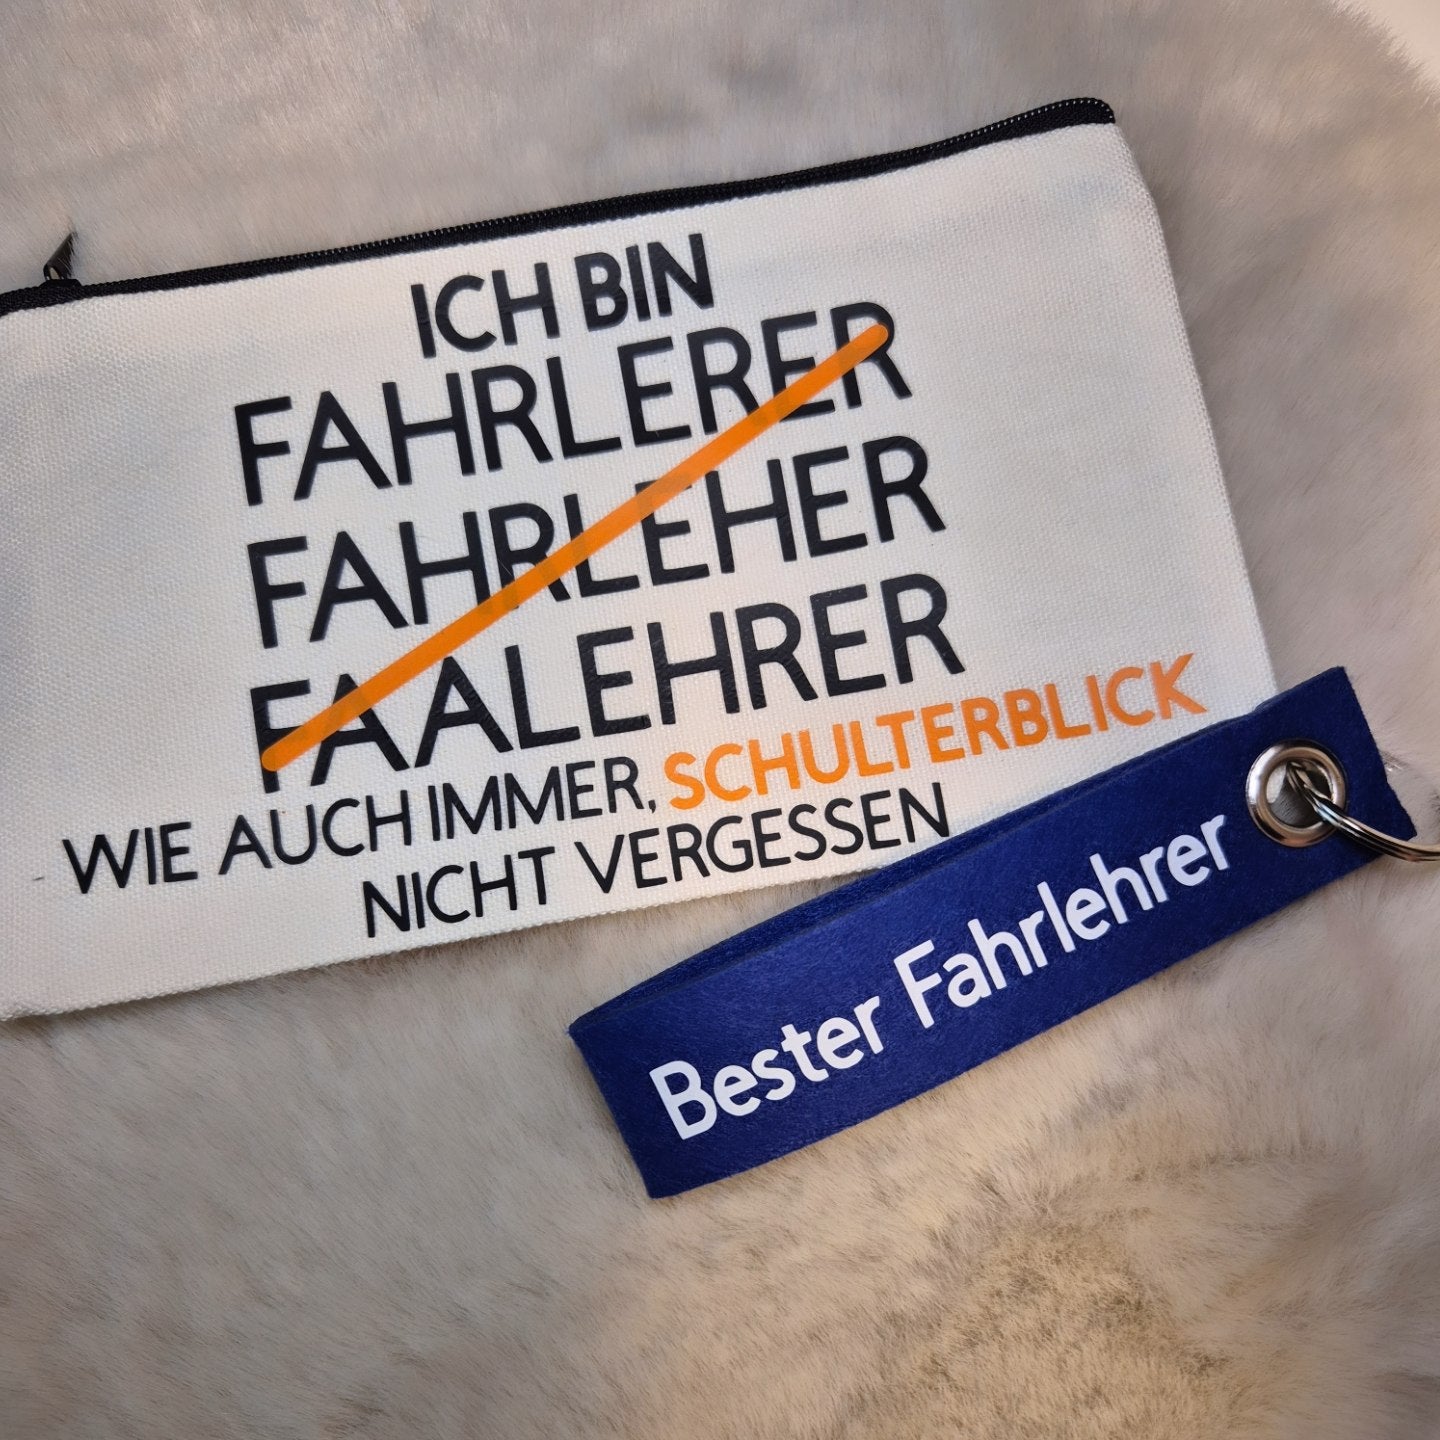 ICH BIN
FAHRLERER
FAHRLEHER
FAALEHRER
WIE AUCH IMMER, SCHULTERBLICK
NICHT VERGESSEN
Bester Fahrlehrer